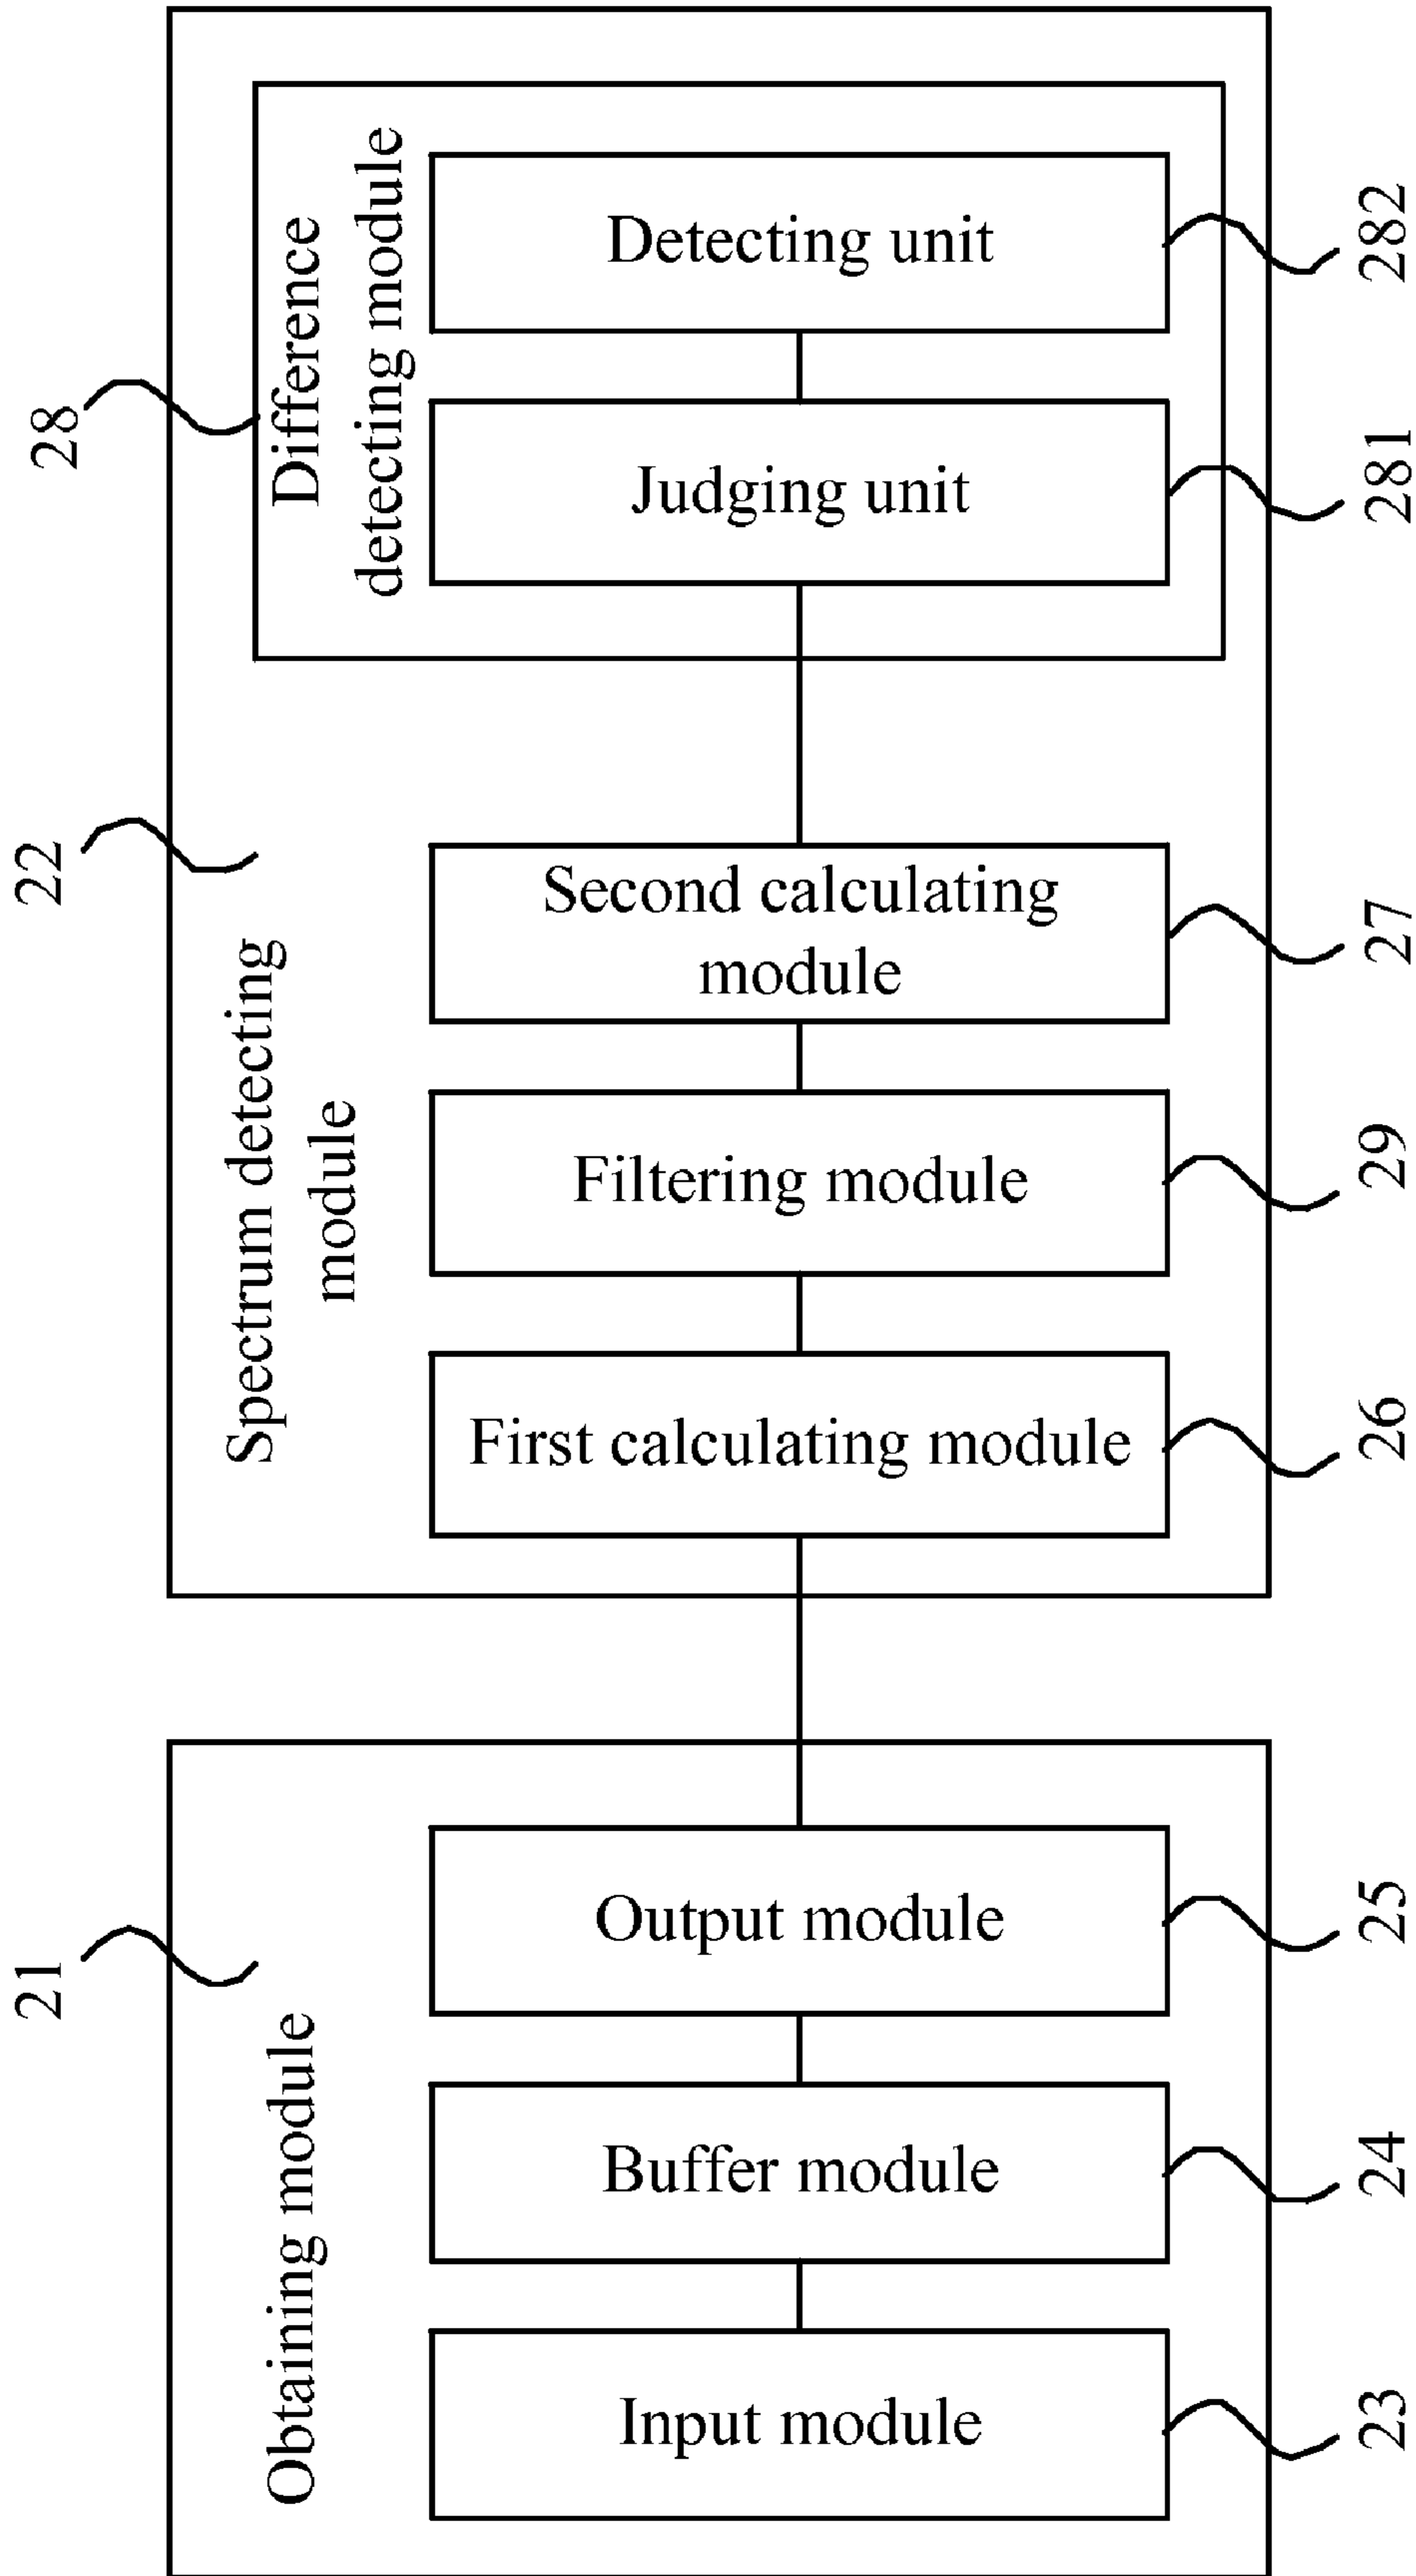 28
Difference
detecting module
Detecting unit
282
Judging unit
281
22
Spectrum detecting
module
Second calculating
module
27
Filtering module
29
First calculating module
26
21
Obtaining module
Output module
25
Buffer module
24
Input module
23